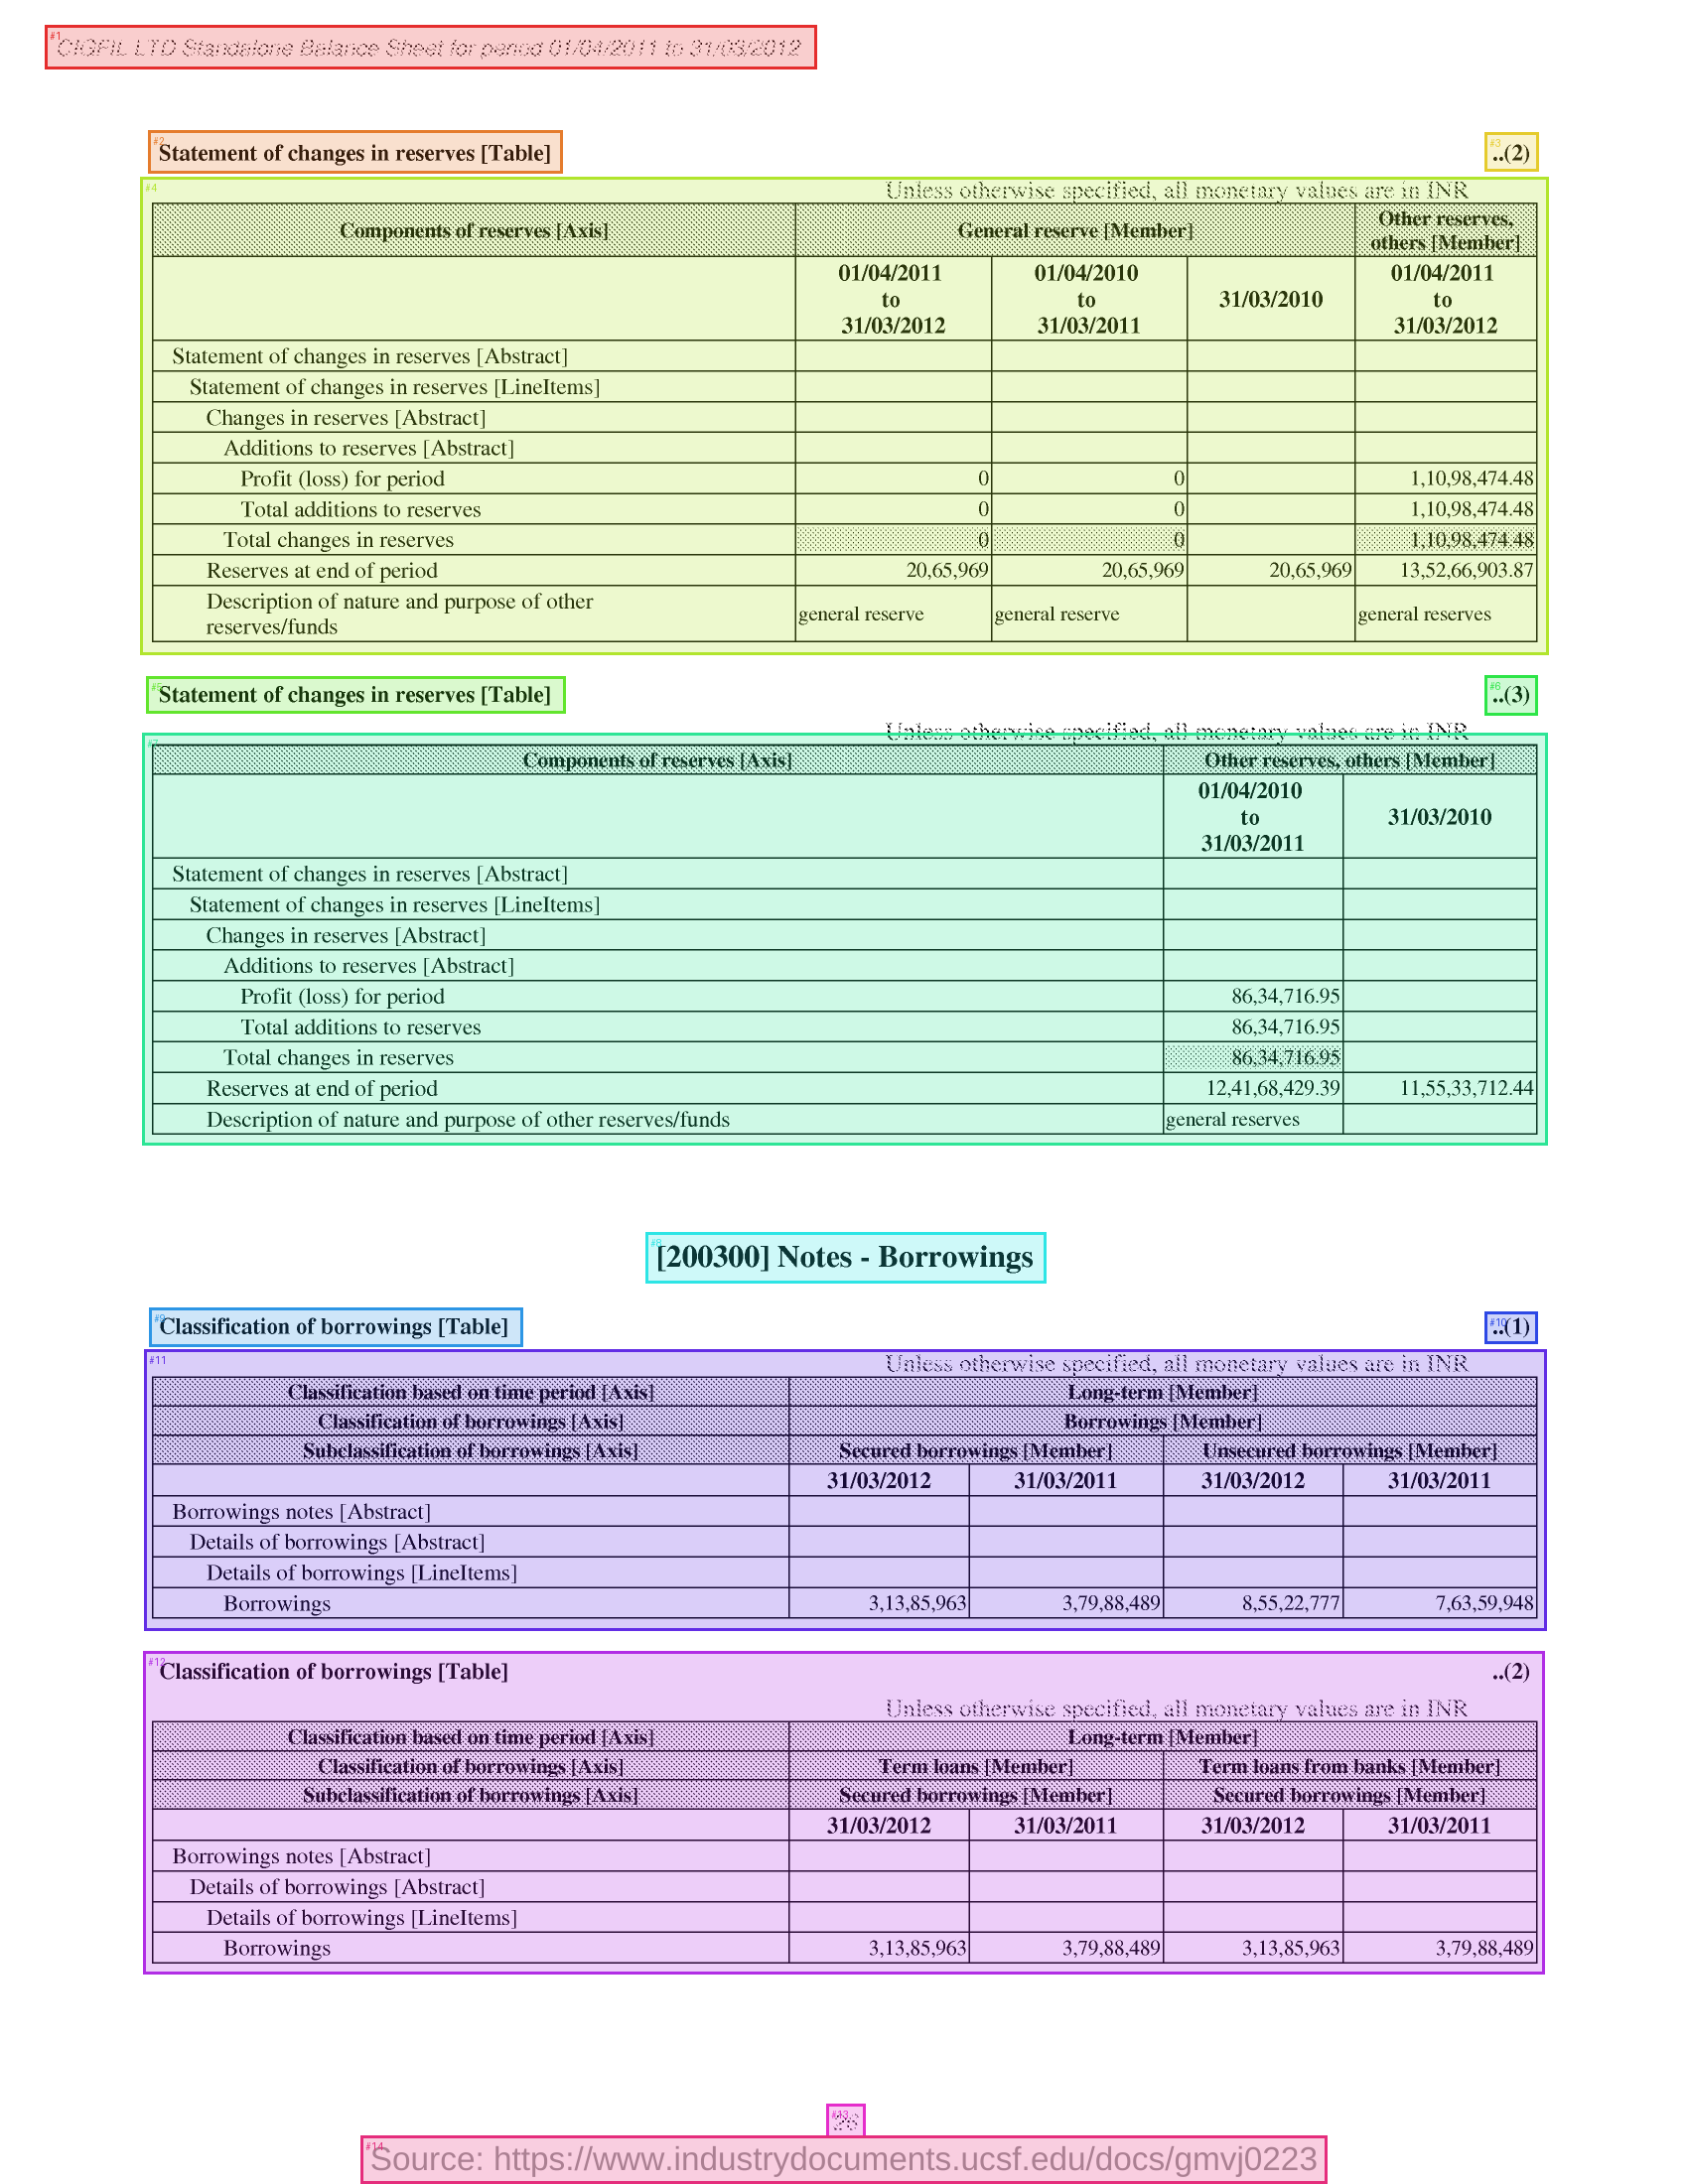 CIGFIL LTD Standalone Balance Sheet for period 01/04/2011 to 31/03/2012
Statement of changes in reserves [Table] ..(2)
Unless otherwise specified, all monetary values are in INR
Components of reserves [Axis] General reserve [Member] Other reserves, others [Member]
01/04/2011 to 31/03/2012 01/04/2010 to 31/03/2011 31/03/2010 01/04/2011 to 31/03/2012
Statement of changes in reserves [Abstract]
Statement of changes in reserves [LineItems]
Changes in reserves [Abstract]
Additions to reserves [Abstract]
Profit (loss) for period 0 0 1,10,98,474.48
Total additions to reserves 0 0 1,10,98,474.48
Total changes in reserves 0 0 1,10,98,474.48
Reserves at end of period 20,65,969 20,65,969 20,65,969 13,52,66,903.87
Description of nature and purpose of other reserves/funds general reserve general reserve general reserves
Statement of changes in reserves [Table] ..(3)
Unless otherwise specified, all monetary values are in INR
Components of reserves [Axis] Other reserves, others [Member]
01/04/2010 to 31/03/2011 31/03/2010
Statement of changes in reserves [Abstract]
Statement of changes in reserves [LineItems]
Changes in reserves [Abstract]
Additions to reserves [Abstract]
Profit (loss) for period 86,34,716.95
Total additions to reserves 86,34,716.95
Total changes in reserves 86,34,716.95
Reserves at end of period 12,41,68,429.39 11,55,33,712.44
Description of nature and purpose of other reserves/funds general reserves
[200300] Notes - Borrowings
Classification of borrowings [Table] ..(1)
Unless otherwise specified, all monetary values are in INR
Classification based on time period [Axis] Long-term [Member]
Classification of borrowings [Axis] Borrowings [Member]
Subclassification of borrowings [Axis] Secured borrowings [Member] Unsecured borrowings [Member]
31/03/2012 31/03/2011 31/03/2012 31/03/2011
Borrowings notes [Abstract]
Details of borrowings [Abstract]
Details of borrowings [LineItems]
Borrowings 3,13,85,963 3,79,88,489 8,55,22,777 7,63,59,948
Classification of borrowings [Table] ..(2)
Unless otherwise specified, all monetary values are in INR
Classification based on time period [Axis] Long-term [Member]
Classification of borrowings [Axis] Term loans [Member] Term loans from banks [Member]
Subclassification of borrowings [Axis] Secured borrowings [Member] Secured borrowings [Member]
31/03/2012 31/03/2011 31/03/2012 31/03/2011
Borrowings notes [Abstract]
Details of borrowings [Abstract]
Details of borrowings [LineItems]
Borrowings 3,13,85,963 3,79,88,489 3,13,85,963 3,79,88,489
Source: https://www.industrydocuments.ucsf.edu/docs/gmvj0223